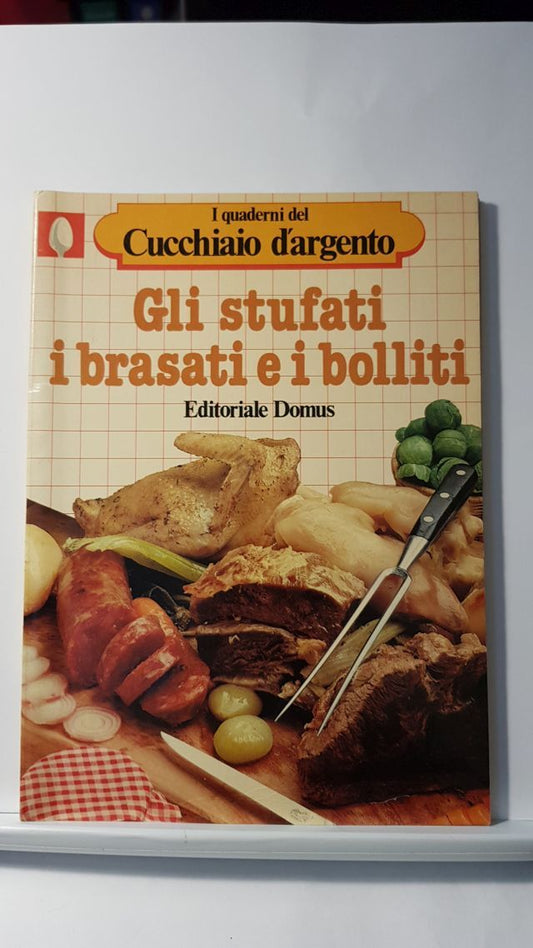 I quaderni del
Cucchiaio d'argento
Gli stufati
i brasati e i bolliti
Editoriale Domus